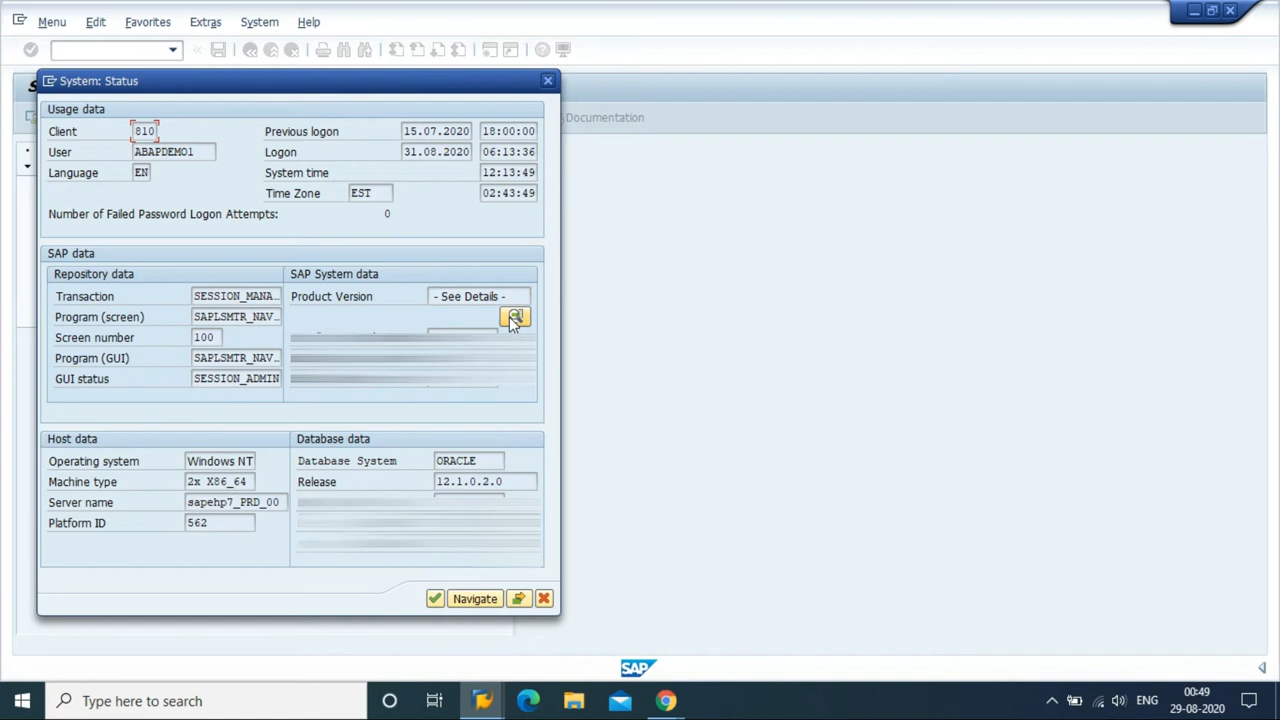 Menu Edit Favorites Extras System Help
S
System: Status
Documentation
Usage data
Client 810 Previous logon 15.07.2020 18:00:00
User ABAPDEMO1 Logon 31.08.2020 06:13:36
Language EN System time 12:13:49
Time Zone EST 02:43:49
Number of Failed Password Logon Attempts: 0
SAP data
Repository data SAP System data
Transaction SESSION_MANA.. Product Version - See Details -
Program (screen) SAPLSMTR_NAV..
Screen number 100
Program (GUI) SAPLSMTR_NAV..
GUI status SESSION_ADMIN
Host data Database data
Operating system Windows NT Database System ORACLE
Machine type 2x X86_64 Release 12.1.0.2.0
Server name sapehp7_PRD_00
Platform ID 562
Navigate
SAP
Type here to search ENG 00:49
29-08-2020